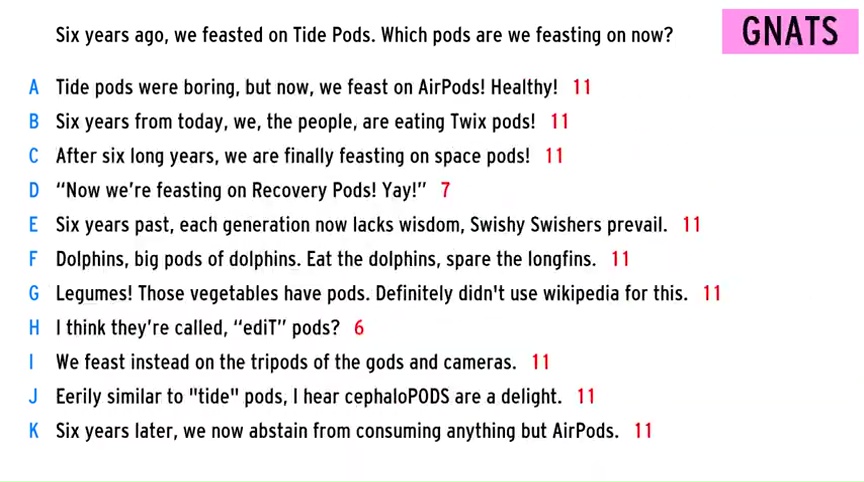 Six years ago, we feasted on Tide Pods. Which pods are we feasting on now?
GNATS
A Tide pods were boring, but now, we feast on AirPods! Healthy! 11
B Six years from today, we, the people, are eating Twix pods! 11
C After six long years, we are finally feasting on space pods! 11
D “Now we’re feasting on Recovery Pods! Yay!” 7
E Six years past, each generation now lacks wisdom, Swishy Swishers prevail. 11
F Dolphins, big pods of dolphins. Eat the dolphins, spare the longfins. 11
G Legumes! Those vegetables have pods. Definitely didn't use wikipedia for this. 11
H I think they’re called, “ediT” pods? 6
I We feast instead on the tripods of the gods and cameras. 11
J Eerily similar to "tide" pods, I hear cephaloPODS are a delight. 11
K Six years later, we now abstain from consuming anything but AirPods. 11